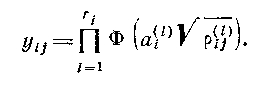 y_{ij} = \prod_{l=1}^{r_i} \Phi \left( a_i^{(l)} \sqrt{\rho_{ij}^{(l)}} \right).